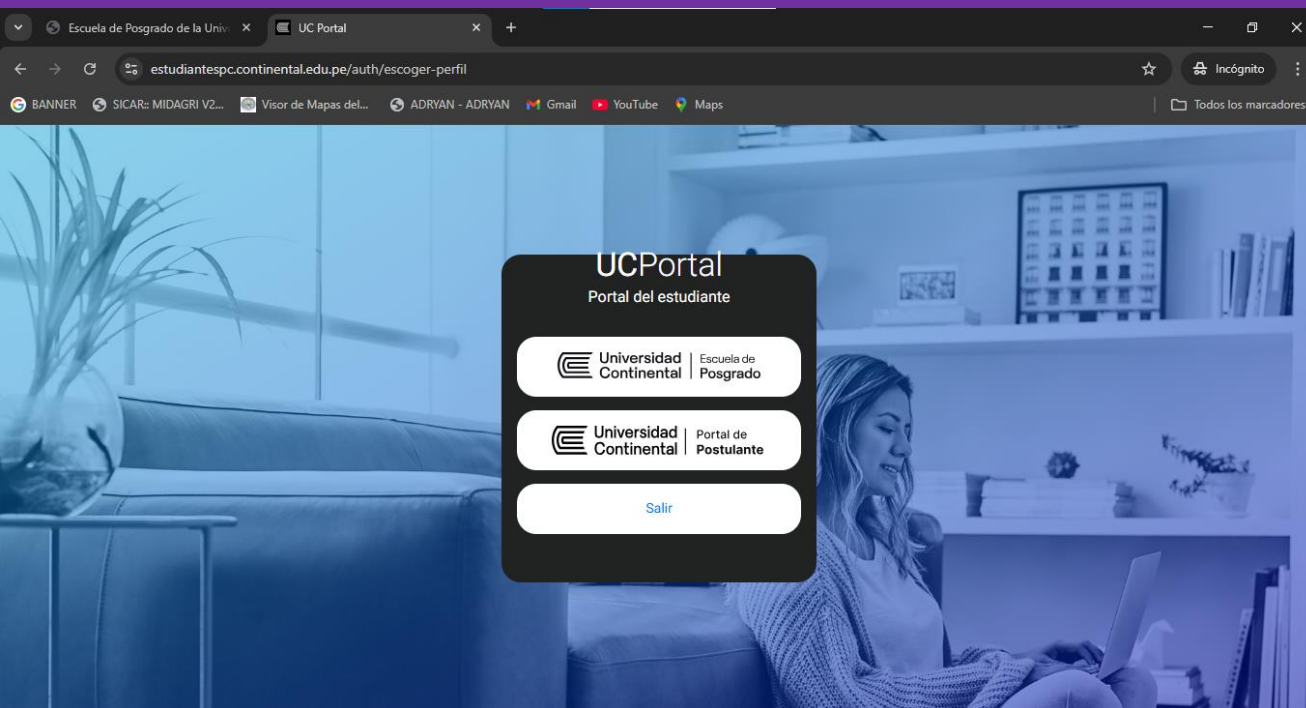 Escuela de Posgrado de la Univ
UC Portal
estudiantespc.continental.edu.pe/auth/escoger-perfil
Incógnito
BANNER
SICAR:: MIDAGRI V2...
Visor de Mapas del...
ADRYAN - ADRYAN
Gmail
YouTube
Maps
Todos los marcadores
UCPortal
Portal del estudiante
Universidad
Continental
Escuela de
Posgrado
Universidad
Continental
Portal de
Postulante
Salir